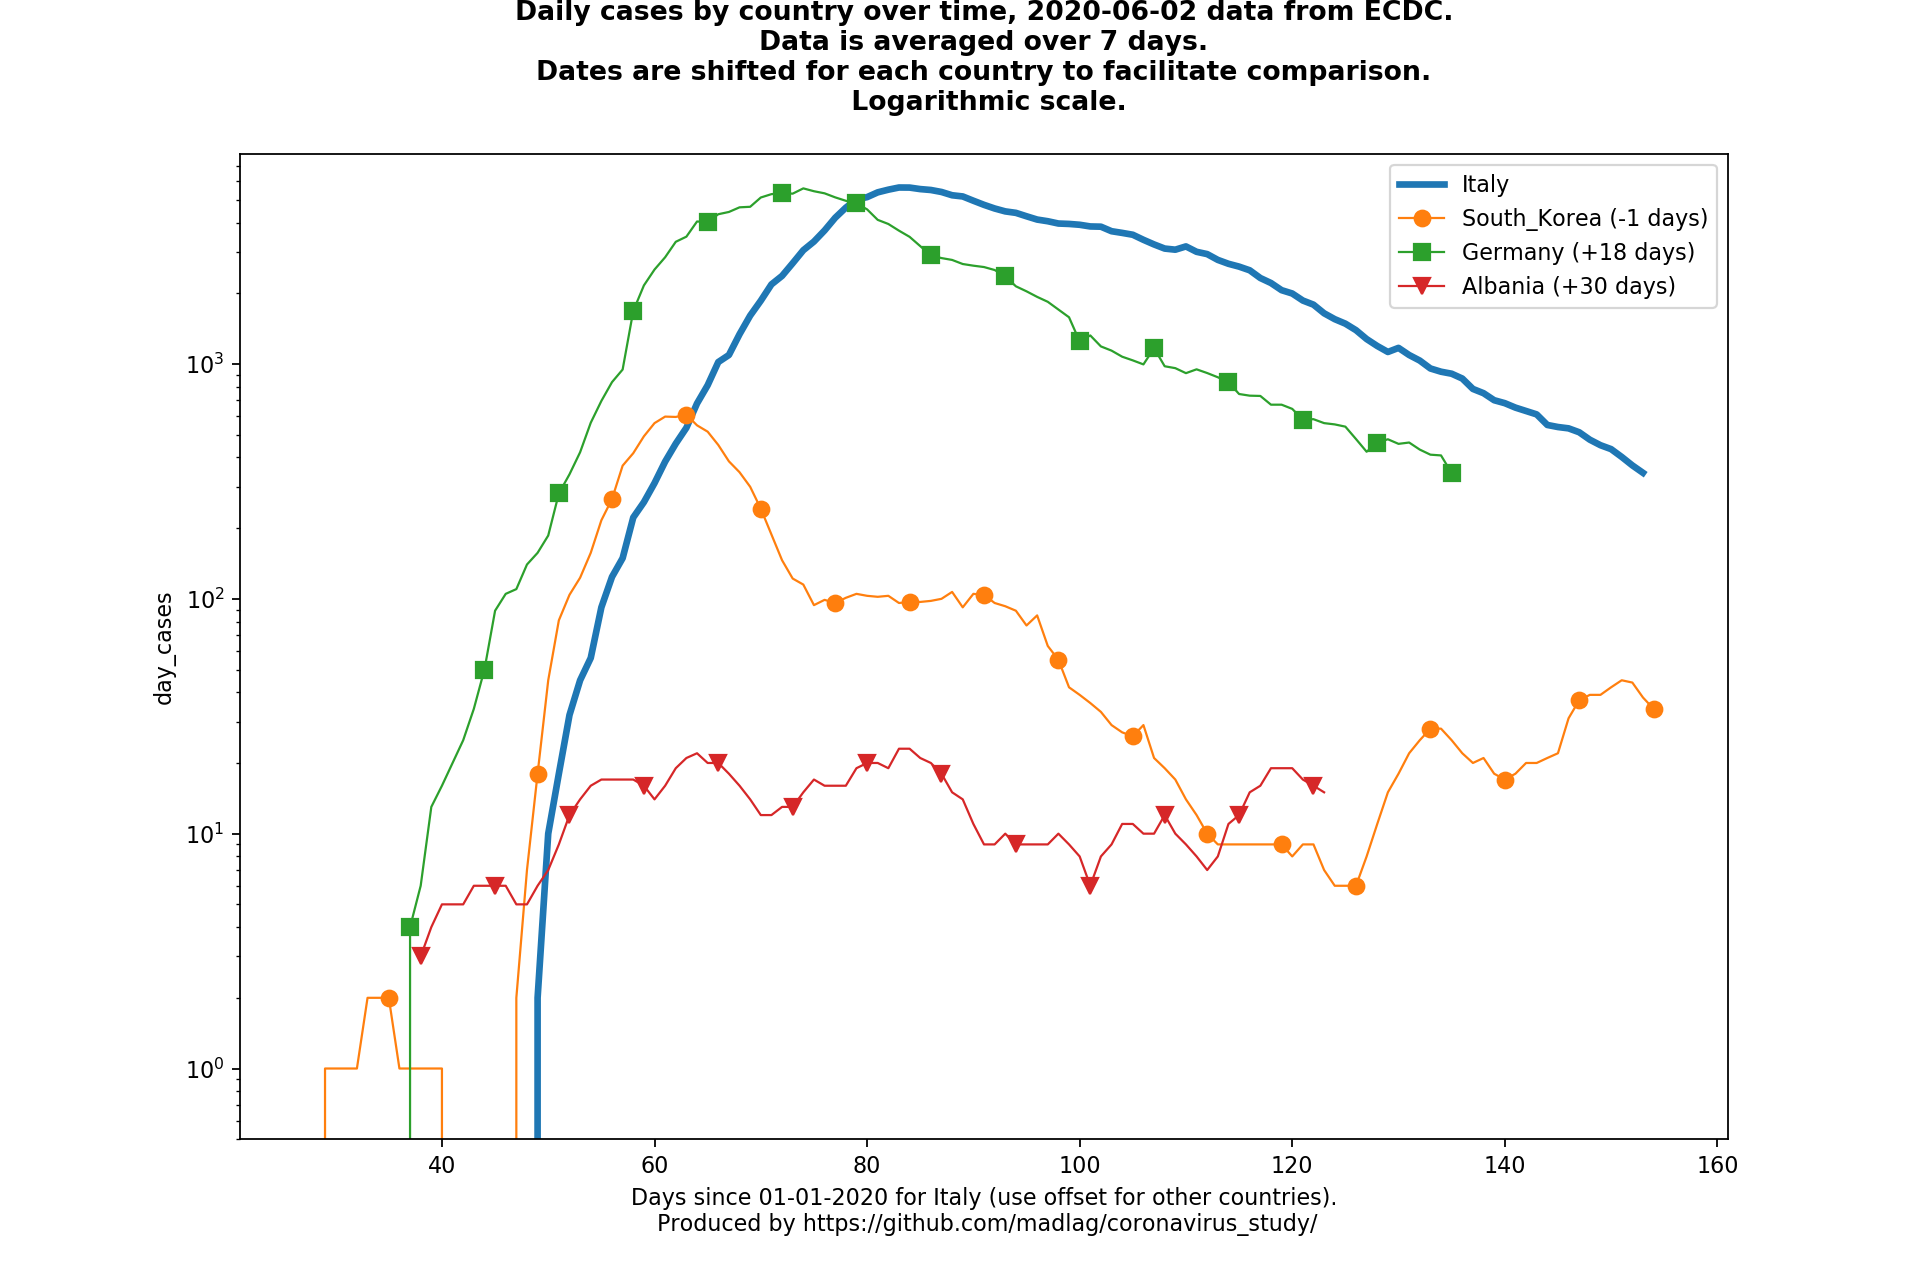 Daily cases by country over time, 2020-06-02 data from ECDC.
Data is averaged over 7 days.
Dates are shifted for each country to facilitate comparison.
Logarithmic scale.
Italy
South_Korea (-1 days)
Germany (+18 days)
Albania (+30 days)
10³
10²
10¹
10⁰
day_cases
40 60 80 100 120 140 160
Days since 01-01-2020 for Italy (use offset for other countries).
Produced by https://github.com/madlag/coronavirus_study/